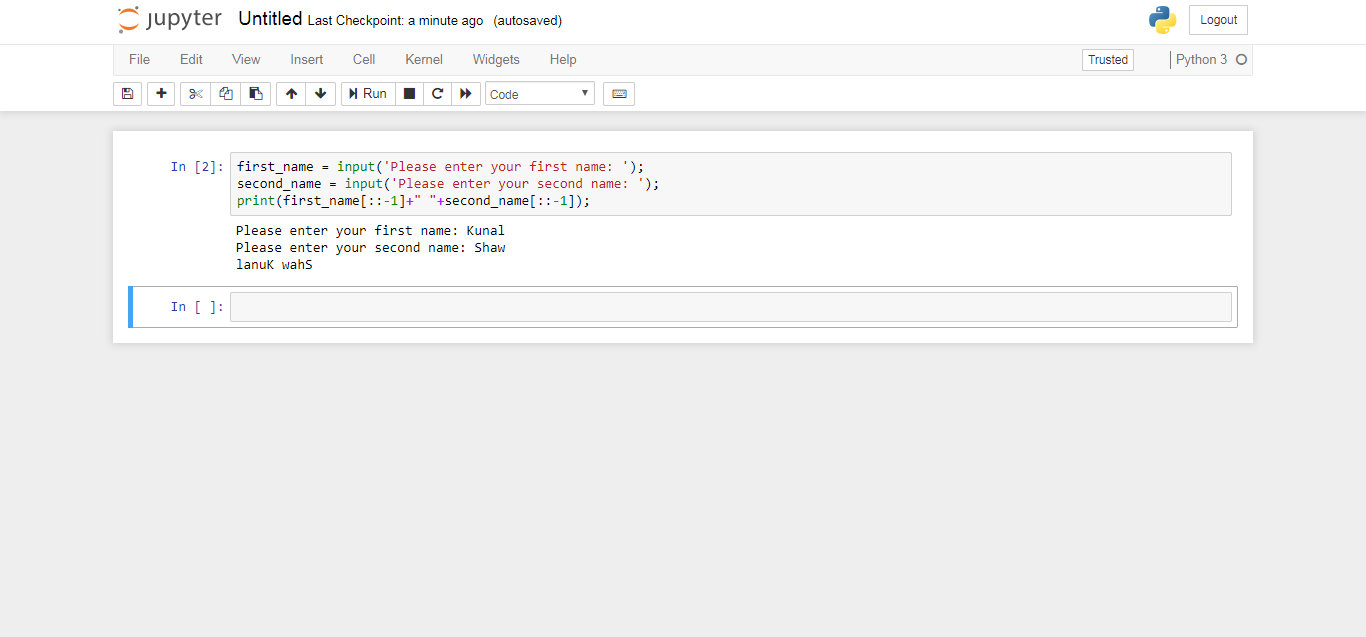 jupyter Untitled Last Checkpoint: a minute ago (autosaved) Logout
File Edit View Insert Cell Kernel Widgets Help Trusted Python 3
Run Code
In [2]: first_name = input('Please enter your first name: ');
second_name = input('Please enter your second name: ');
print(first_name[::-1]+" "+second_name[::-1]);
Please enter your first name: Kunal
Please enter your second name: Shaw
lanuK wahS
In [ ]: